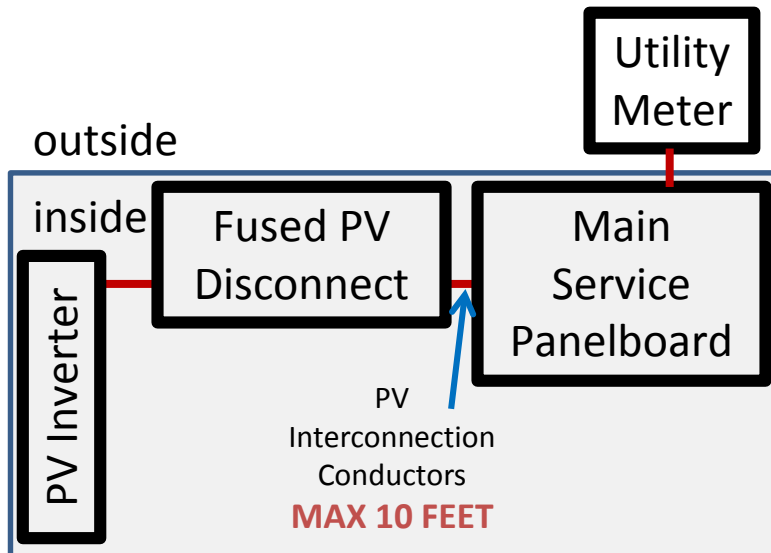 Utility
Meter
outside
inside
Fused PV
Disconnect
Main
Service
Panelboard
PV Inverter
PV
Interconnection
Conductors
MAX 10 FEET